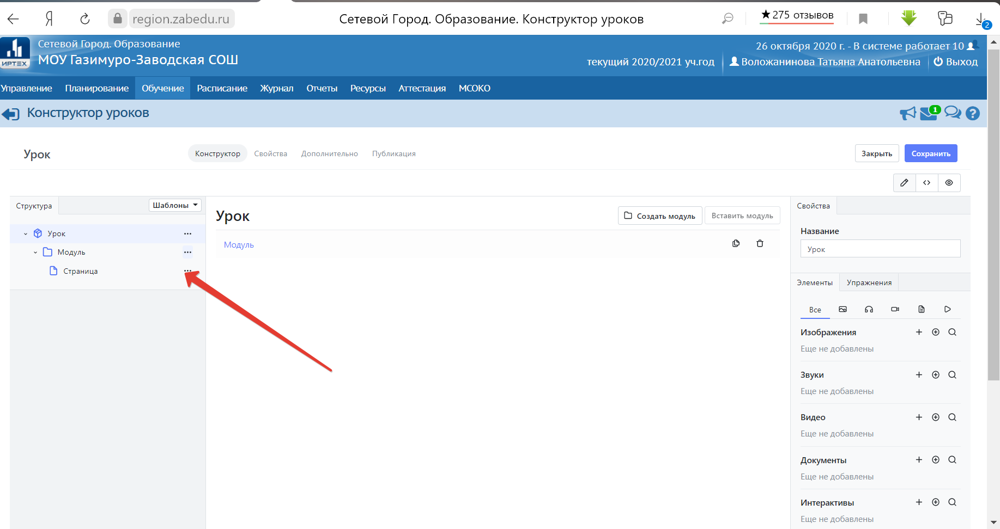 region.zabedu.ru
Сетевой Город. Образование. Конструктор уроков
★275 отзывов
2
ИРТЕХ
Сетевой Город. Образование
МОУ Газимуро-Заводская СОШ
26 октября 2020 г. - В системе работает 10
текущий 2020/2021 уч.год
Воложанинова Татьяна Анатольевна
Выход
Управление Планирование Обучение Расписание Журнал Отчеты Ресурсы Аттестация МСОКО
Конструктор уроков
1
?
Урок
Конструктор Свойства Дополнительно Публикация
Закрыть Сохранить
Структура
Шаблоны
Урок
Модуль
Страница
Урок
Создать модуль
Вставить модуль
Модуль
Свойства
Название
Урок
Элементы Упражнения
Все
Изображения
Еще не добавлены
Звуки
Еще не добавлены
Видео
Еще не добавлены
Документы
Еще не добавлены
Интерактивы
Еще не добавлены